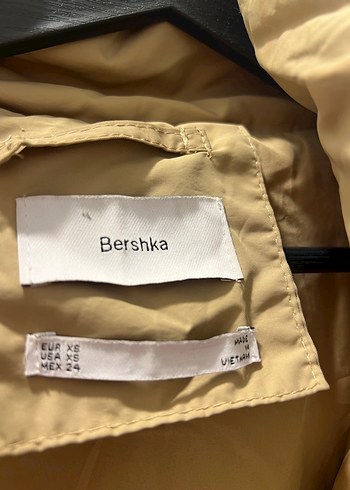 Bershka
EUR XS
USA XS
MEX 24
MADE
IN
VIETNAM